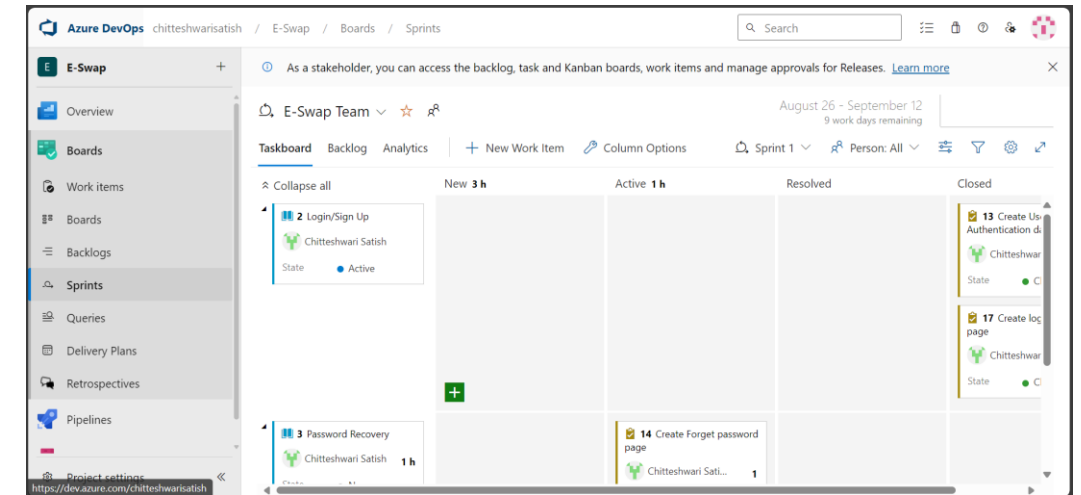 Azure DevOps chitteshwarisatish / E-Swap / Boards / Sprints Search
E E-Swap +
As a stakeholder, you can access the backlog, task and Kanban boards, work items and manage approvals for Releases. Learn more
Overview
Boards
Work items
Boards
Backlogs
Sprints
Queries
Delivery Plans
Retrospectives
Pipelines
Project settings
https://dev.azure.com/chitteshwarisatish
E-Swap Team
August 26 - September 12
9 work days remaining
Taskboard Backlog Analytics + New Work Item Column Options Sprint 1 Person: All
Collapse all New 3 h Active 1 h Resolved Closed
2 Login/Sign Up
Chitteshwari Satish
State Active
13 Create
Authentication
Chitteshwar
State
17 Create
page
Chitteshwar
State
3 Password Recovery
Chitteshwari Satish 1 h
14 Create Forget password
page
Chitteshwari Sati... 1